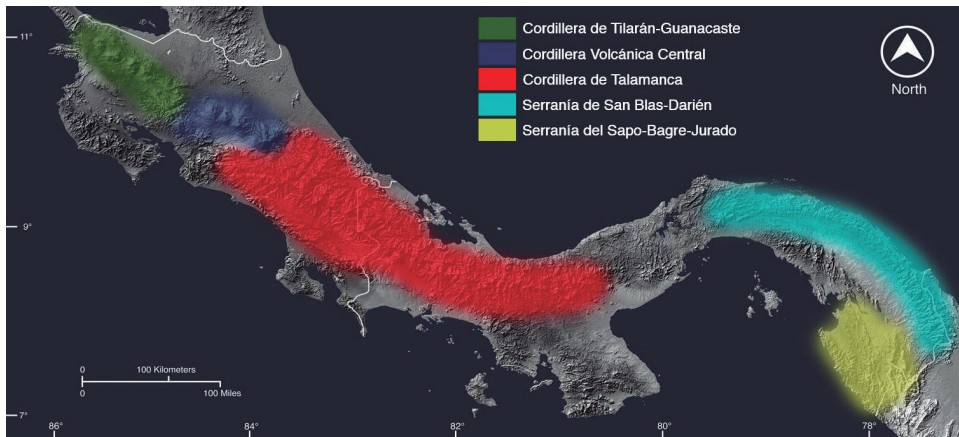 11°
9°
7°
Cordillera de Tilarán-Guanacaste
Cordillera Volcánica Central
Cordillera de Talamanca
Serranía de San Blas-Darién
Serranía del Sapo-Bagre-Jurado
North
0 100 Kilometers
0 100 Miles
86° 84° 82° 80° 78°